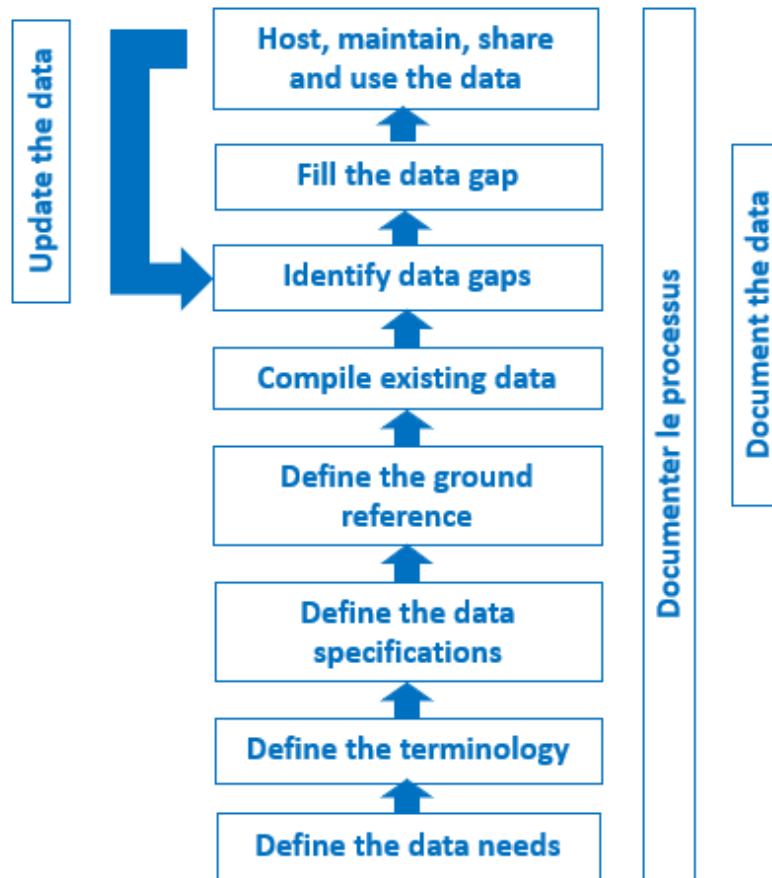 Update the data
Host, maintain, share
and use the data
Fill the data gap
Identify data gaps
Compile existing data
Define the ground
reference
Define the data
specifications
Define the terminology
Define the data needs
Documenter le processus
Document the data